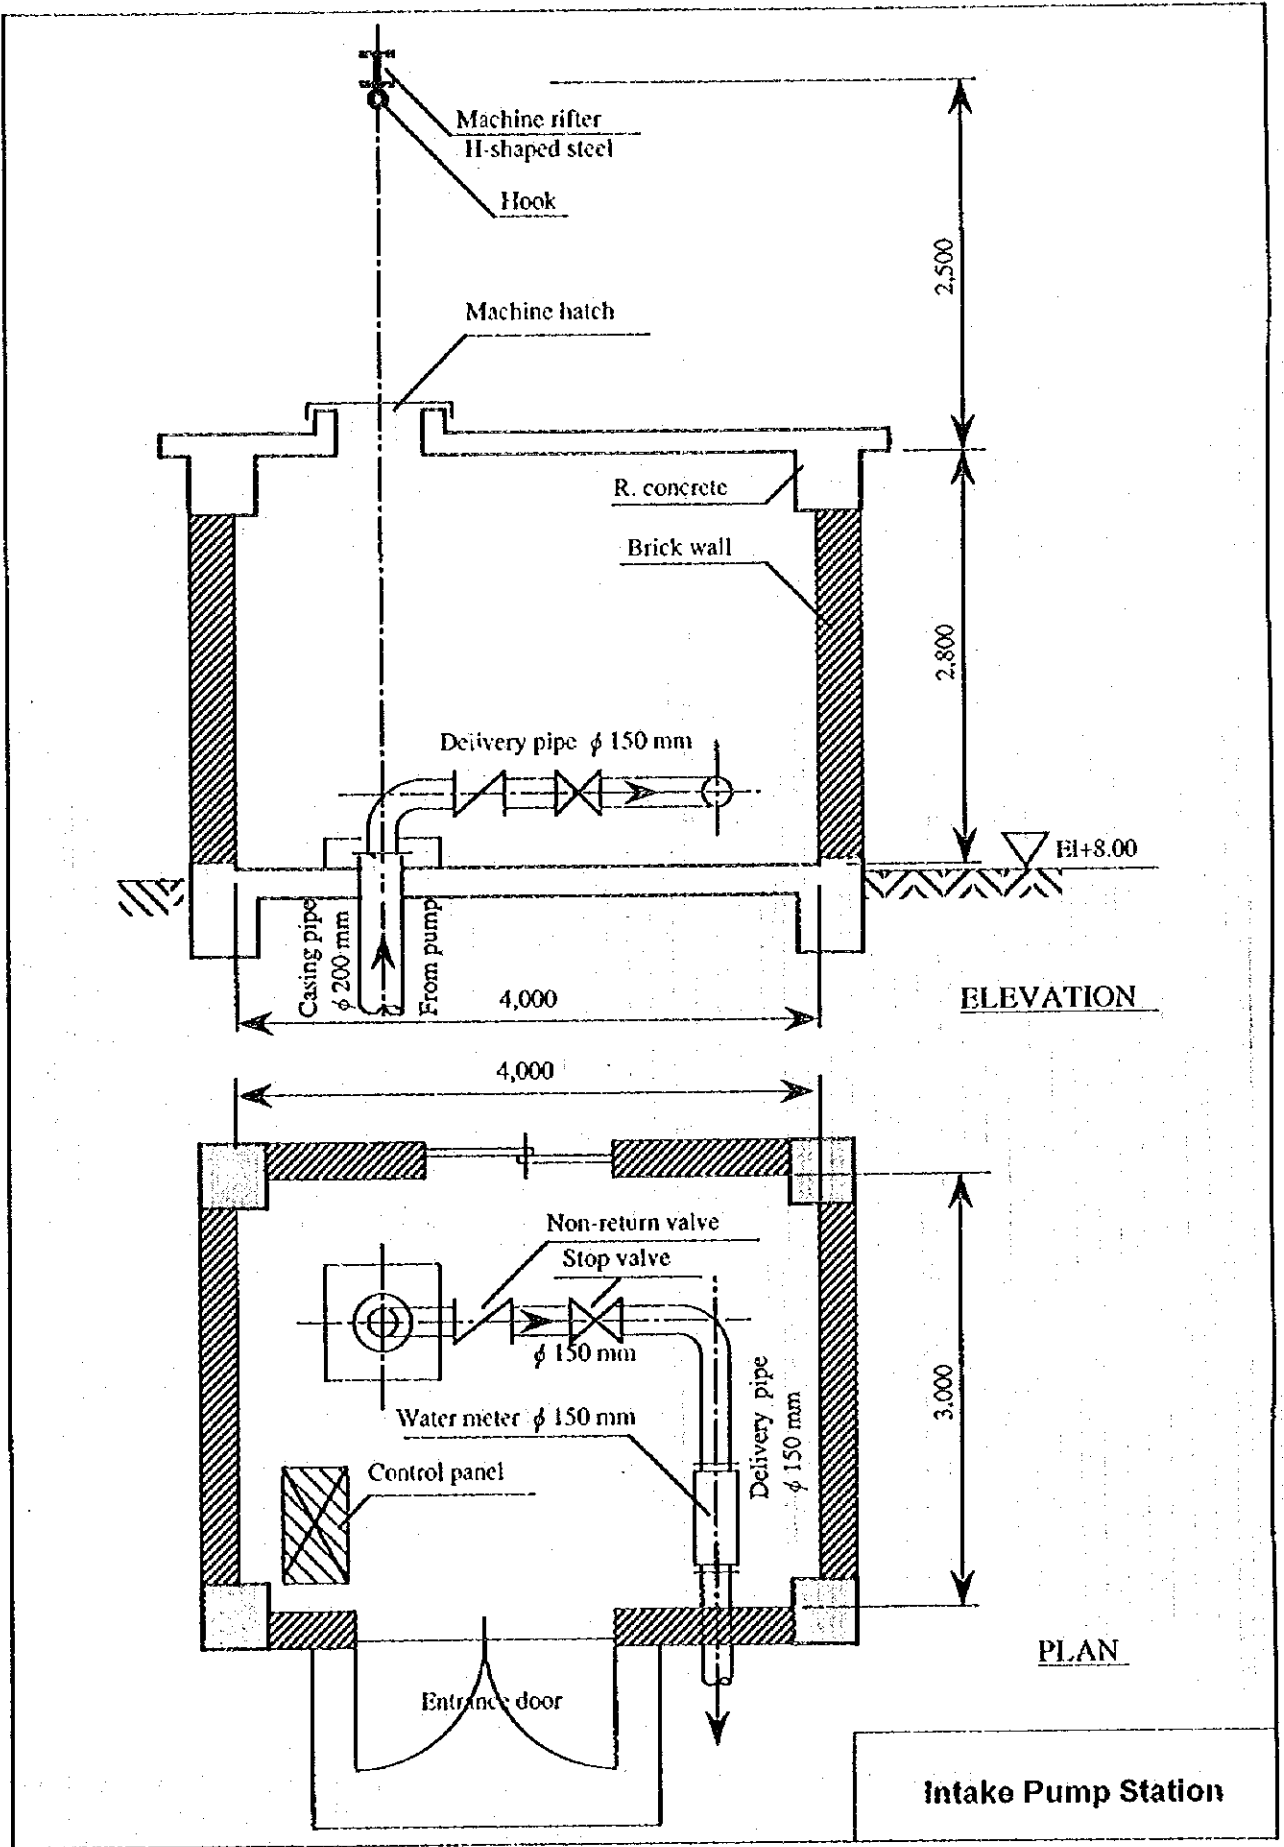 Machine rifter
H-shaped steel
Hook
2,500
Machine hatch
R. concrete
Brick wall
2,800
Delivery pipe ϕ 150 mm
El+8.00
Casing pipe
ϕ 200 mm
From pump
4,000
ELEVATION
4,000
Non-return valve
Stop valve
ϕ 150 mm
Delivery pipe
ϕ 150 mm
3,000
Water meter ϕ 150 mm
Control panel
PLAN
Entrance door
Intake Pump Station